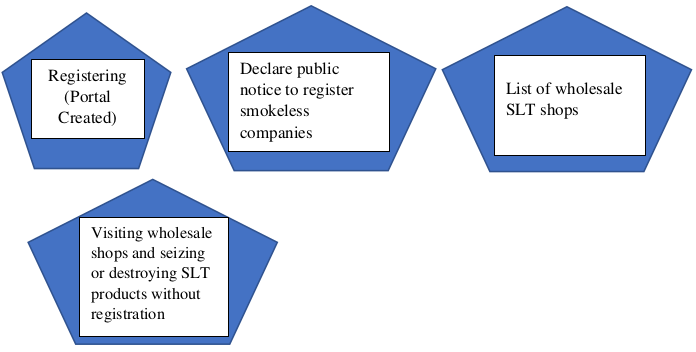 Registering
(Portal
Created)
Declare public
notice to register
smokeless
companies
List of wholesale
SLT shops
Visiting wholesale
shops and seizing
or destroying SLT
products without
registration